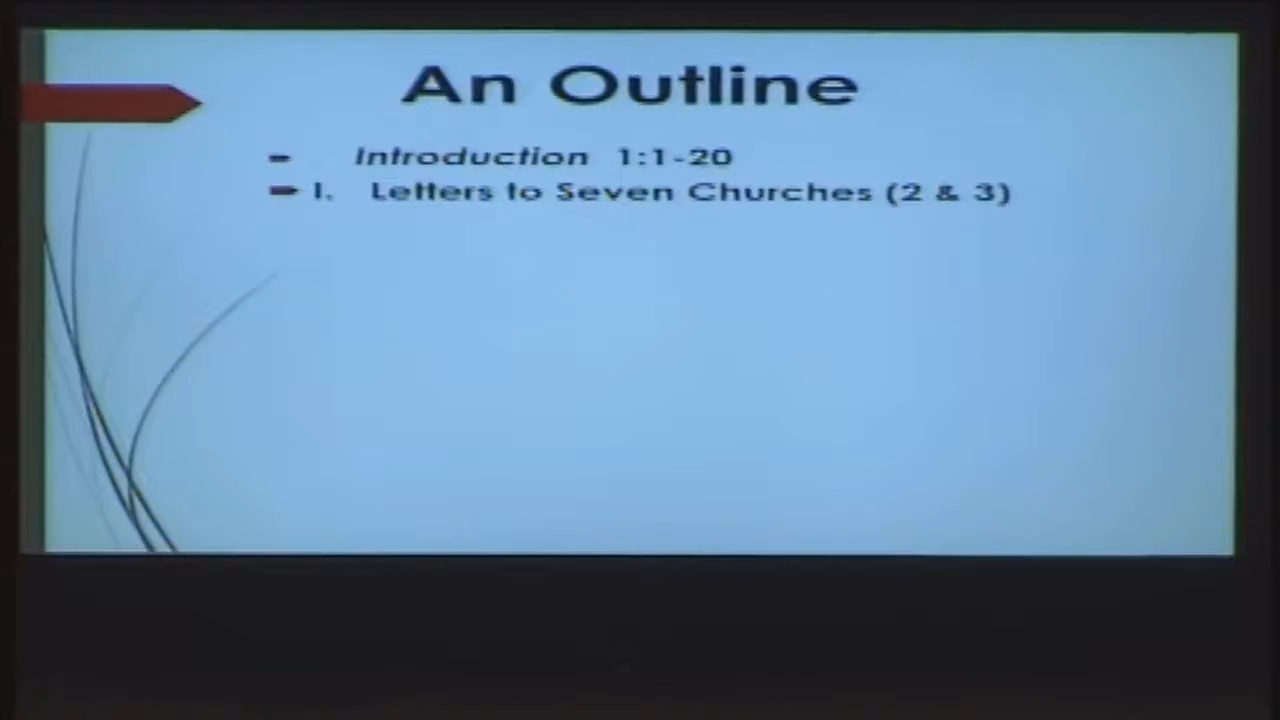 An Outline
Introduction 1:1-20
I. Letters to Seven Churches (2 & 3)